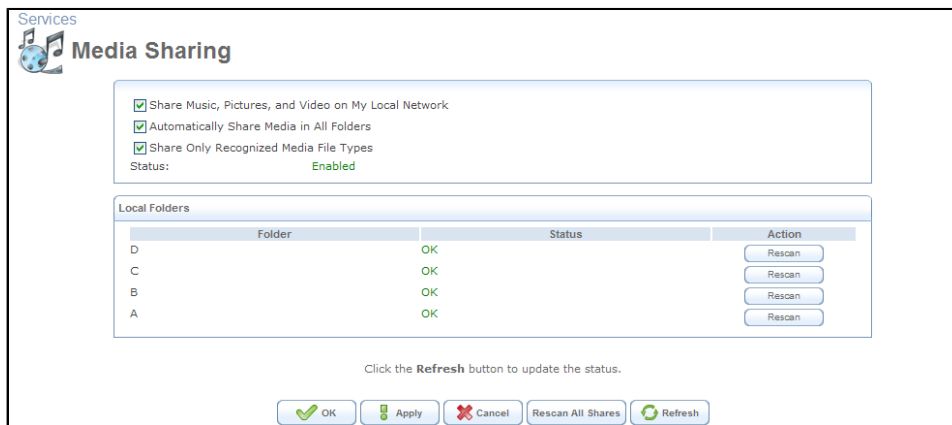 Services
Media Sharing
Share Music, Pictures, and Video on My Local Network
Automatically Share Media in All Folders
Share Only Recognized Media File Types
Status: Enabled
Local Folders
Folder Status Action
D OK Rescan
C OK Rescan
B OK Rescan
A OK Rescan
Click the Refresh button to update the status.
OK Apply Cancel Rescan All Shares Refresh